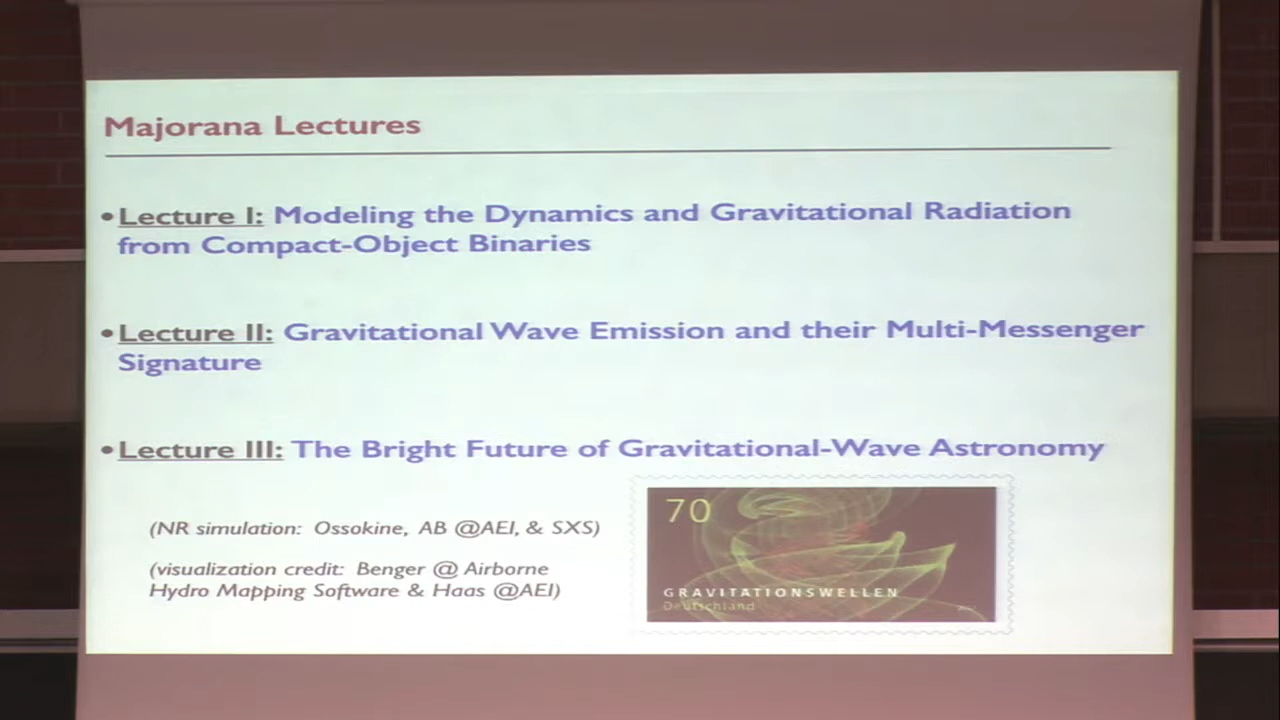 Majorana Lectures
•Lecture I: Modeling the Dynamics and Gravitational Radiation
from Compact-Object Binaries
•Lecture II: Gravitational Wave Emission and their Multi-Messenger
Signature
•Lecture III: The Bright Future of Gravitational-Wave Astronomy
(NR simulation: Ossokine, AB @AEI, & SXS)
(visualization credit: Benger @ Airborne
Hydro Mapping Software & Haas @AEI)
70
GRAVITATIONSWELLEN
Deutschland